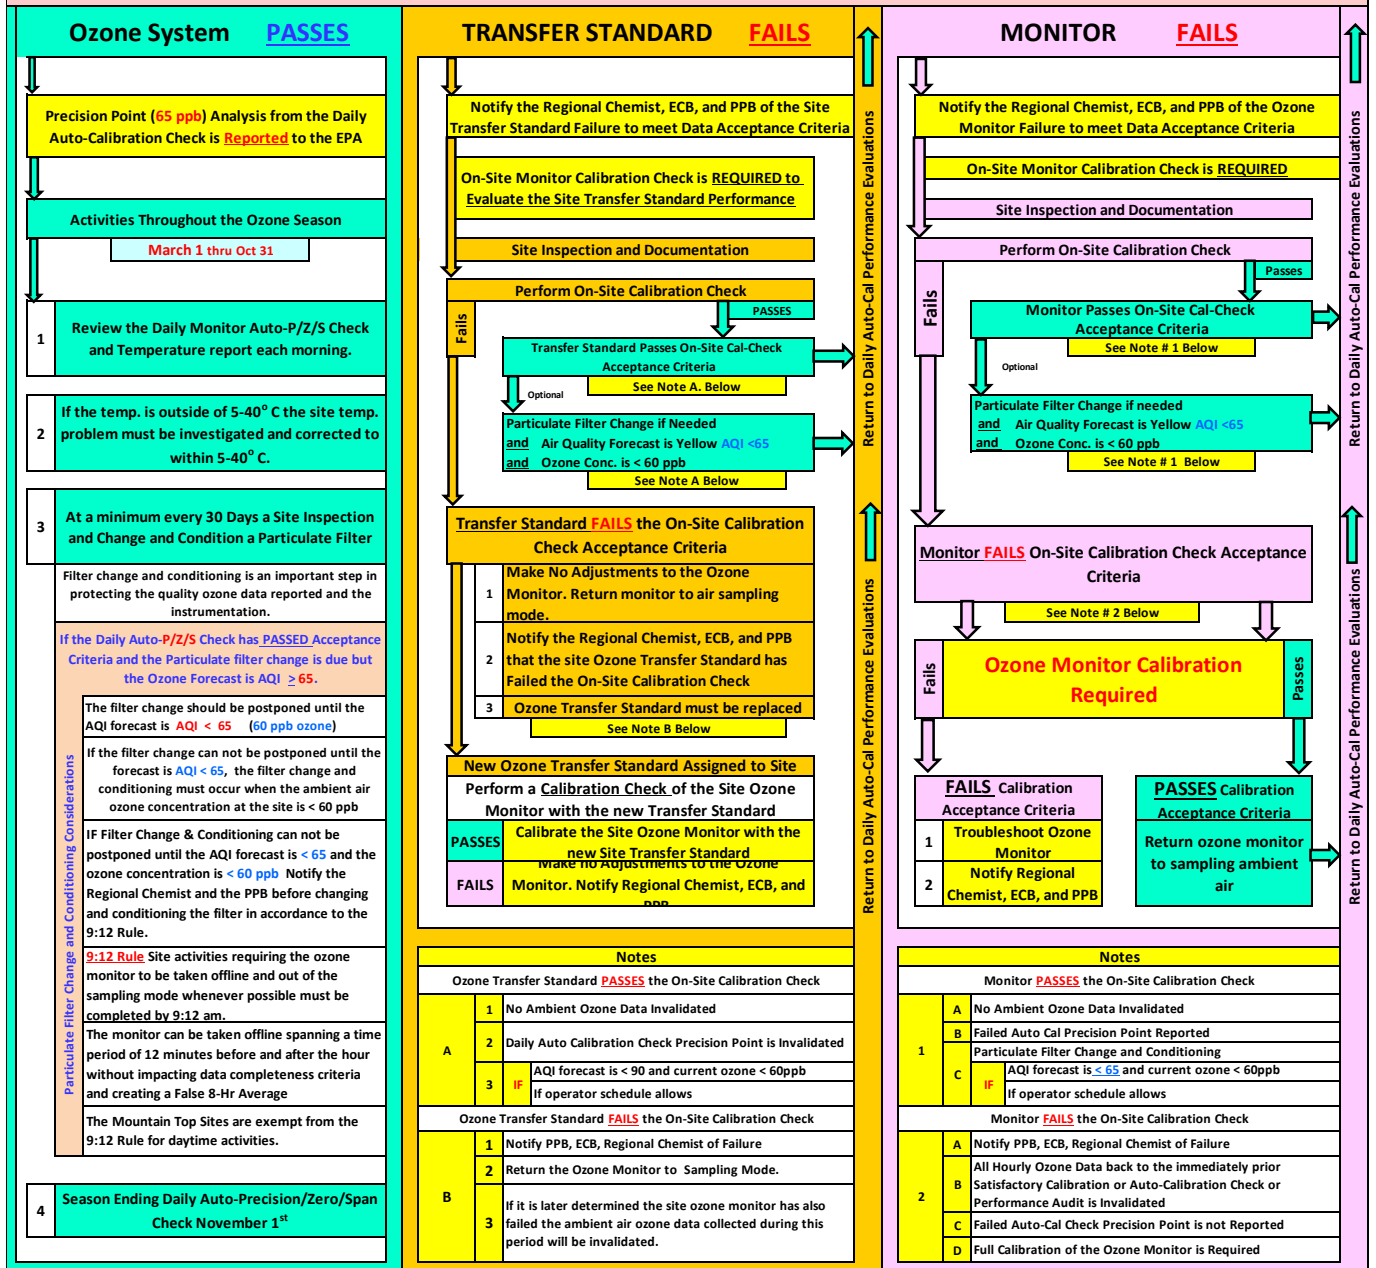 Ozone System PASSES
Precision Point (65 ppb) Analysis from the Daily
Auto-Calibration Check is Reported to the EPA
Activities Throughout the Ozone Season
March 1 thru Oct 31
1
Review the Daily Monitor Auto-P/Z/S Check
and Temperature report each morning.
2
If the temp. is outside of 5-40° C the site temp.
problem must be investigated and corrected to
within 5-40° C.
3
At a minimum every 30 Days a Site Inspection
and Change and Condition a Particulate Filter
Filter change and conditioning is an important step in
protecting the quality ozone data reported and the
instrumentation.
If the Daily Auto-P/Z/S Check has PASSED Acceptance
Criteria and the Particulate filter change is due but
the Ozone Forecast is AQI > 65.
Particulate Filter Change and Conditioning Considerations
The filter change should be postponed until the
AQI forecast is AQI < 65 (60 ppb ozone)
If the filter change can not be postponed until the
forecast is AQI < 65, the filter change and
conditioning must occur when the ambient air
ozone concentration at the site is < 60 ppb
IF Filter Change & Conditioning can not be
postponed until the AQI forecast is < 65 and the
ozone concentration is < 60 ppb Notify the
Regional Chemist and the PPB before changing
and conditioning the filter in accordance to the
9:12 Rule.
9:12 Rule Site activities requiring the ozone
monitor to be taken offline and out of the
sampling mode whenever possible must be
completed by 9:12 am.
The monitor can be taken offline spanning a time
period of 12 minutes before and after the hour
without impacting data completeness criteria
and creating a False 8-Hr Average
The Mountain Top Sites are exempt from the
9:12 Rule for daytime activities.
4
Season Ending Daily Auto-Precision/Zero/Span
Check November 1st
TRANSFER STANDARD FAILS
Notify the Regional Chemist, ECB, and PPB of the Site
Transfer Standard Failure to meet Data Acceptance Criteria
On-Site Monitor Calibration Check is REQUIRED to
Evaluate the Site Transfer Standard Performance
Site Inspection and Documentation
Perform On-Site Calibration Check
Fails
PASSES
Transfer Standard Passes On-Site Cal-Check
Acceptance Criteria
See Note A. Below
Optional
Particulate Filter Change if Needed
and Air Quality Forecast is Yellow AQI <65
and Ozone Conc. is < 60 ppb
See Note A Below
Transfer Standard FAILS the On-Site Calibration
Check Acceptance Criteria
1
Make No Adjustments to the Ozone
Monitor. Return monitor to air sampling
mode.
2
Notify the Regional Chemist, ECB, and PPB
that the site Ozone Transfer Standard has
Failed the On-Site Calibration Check
3
Ozone Transfer Standard must be replaced
See Note B Below
New Ozone Transfer Standard Assigned to Site
Perform a Calibration Check of the Site Ozone
Monitor with the new Transfer Standard
PASSES
Calibrate the Site Ozone Monitor with the
new Site Transfer Standard
FAILS
Make no Adjustments to the Ozone
Monitor. Notify Regional Chemist, ECB, and
PPB
Return to Daily Auto-Cal Performance Evaluations
Return to Daily Auto-Cal Performance Evaluations
Notes
Ozone Transfer Standard PASSES the On-Site Calibration Check
A
1 No Ambient Ozone Data Invalidated
2 Daily Auto Calibration Check Precision Point is Invalidated
3 IF
AQI forecast is < 90 and current ozone < 60ppb
If operator schedule allows
Ozone Transfer Standard FAILS the On-Site Calibration Check
B
1 Notify PPB, ECB, Regional Chemist of Failure
2 Return the Ozone Monitor to Sampling Mode.
3
If it is later determined the site ozone monitor has also
failed the ambient air ozone data collected during this
period will be invalidated.
MONITOR FAILS
Notify the Regional Chemist, ECB, and PPB of the Ozone
Monitor Failure to meet Data Acceptance Criteria
On-Site Monitor Calibration Check is REQUIRED
Site Inspection and Documentation
Perform On-Site Calibration Check
Fails
Passes
Monitor Passes On-Site Cal-Check
Acceptance Criteria
See Note # 1 Below
Optional
Particulate Filter Change if needed
and Air Quality Forecast is Yellow AQI <65
and Ozone Conc. is < 60 ppb
See Note # 1 Below
Monitor FAILS On-Site Calibration Check Acceptance
Criteria
See Note # 2 Below
Fails
Ozone Monitor Calibration
Required
Passes
FAILS Calibration
Acceptance Criteria
1
Troubleshoot Ozone
Monitor
2
Notify Regional
Chemist, ECB, and PPB
PASSES Calibration
Acceptance Criteria
Return ozone monitor
to sampling ambient
air
Return to Daily Auto-Cal Performance Evaluations
Return to Daily Auto-Cal Performance Evaluations
Notes
Monitor PASSES the On-Site Calibration Check
1
A No Ambient Ozone Data Invalidated
B Failed Auto Cal Precision Point Reported
C
Particulate Filter Change and Conditioning
IF
AQI forecast is < 65 and current ozone < 60ppb
If operator schedule allows
Monitor FAILS the On-Site Calibration Check
2
A Notify PPB, ECB, Regional Chemist of Failure
B
All Hourly Ozone Data back to the immediately prior
Satisfactory Calibration or Auto-Calibration Check or
Performance Audit is Invalidated
C Failed Auto-Cal Check Precision Point is not Reported
D Full Calibration of the Ozone Monitor is Required